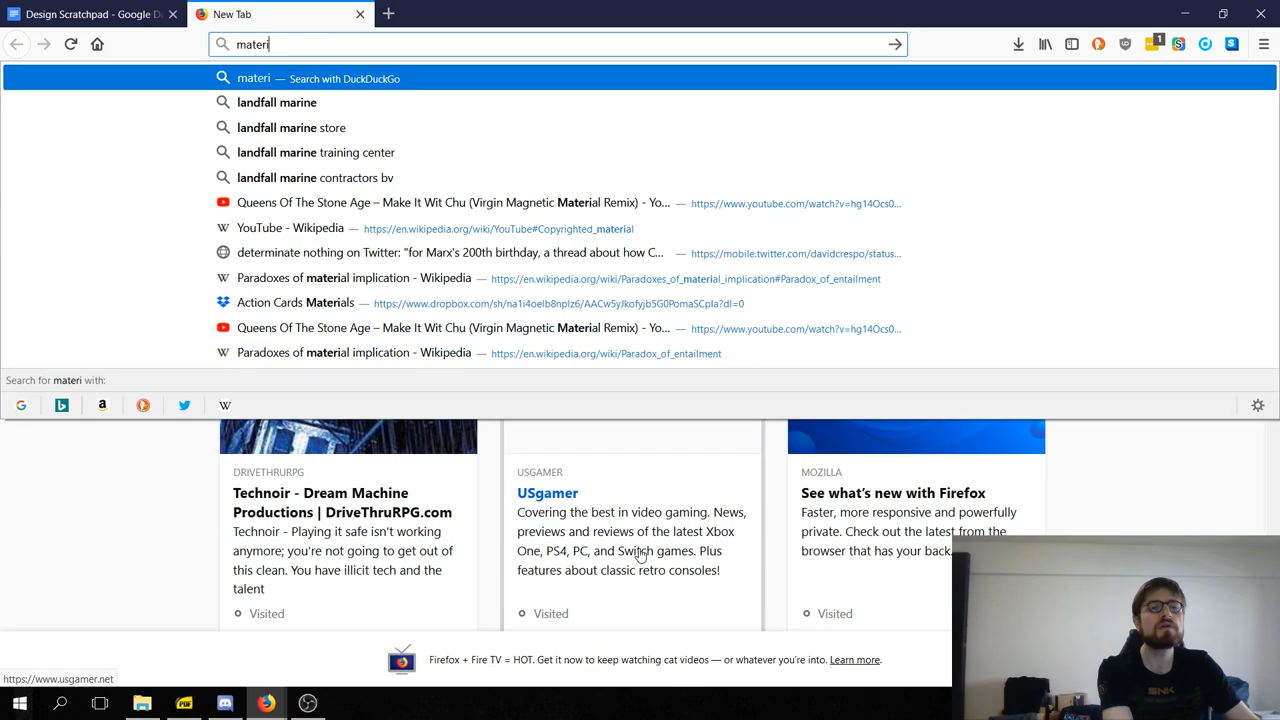 Design Scratchpad - Google D
New Tab
materi
1
materi — Search with DuckDuckGo
landfall marine
landfall marine store
landfall marine training center
landfall marine contractors bv
Queens Of The Stone Age – Make It Wit Chu (Virgin Magnetic Material Remix) - Yo... — https://www.youtube.com/watch?v=hg14Ocs0...
YouTube - Wikipedia — https://en.wikipedia.org/wiki/YouTube#Copyrighted_material
determinate nothing on Twitter: "for Marx's 200th birthday, a thread about how C... — https://mobile.twitter.com/davidcrespo/status...
Paradoxes of material implication - Wikipedia — https://en.wikipedia.org/wiki/Paradoxes_of_material_implication#Paradox_of_entailment
Action Cards Materials — https://www.dropbox.com/sh/na1i4oelb8nplz6/AACw5yJkofyjb5G0PomaSCpIa?dl=0
Queens Of The Stone Age – Make It Wit Chu (Virgin Magnetic Material Remix) - Yo... — https://www.youtube.com/watch?v=hg14Ocs0...
Paradoxes of material implication - Wikipedia — https://en.wikipedia.org/wiki/Paradox_of_entailment
Search for materi with:
DRIVETHRURPG
Technoir - Dream Machine
Productions | DriveThruRPG.com
Technoir - Playing it safe isn't working
anymore; you're not going to get out of
this clean. You have illicit tech and the
talent
Visited
USGAMER
USgamer
Covering the best in video gaming. News,
previews and reviews of the latest Xbox
One, PS4, PC, and Switch games. Plus
features about classic retro consoles!
Visited
MOZILLA
See what's new with Firefox
Faster, more responsive and powerfully
private. Check out the latest from the
browser that has your back.
Visited
Firefox + Fire TV = HOT. Get it now to keep watching cat videos — or whatever you're into. Learn more.
https://www.usgamer.net
SNK